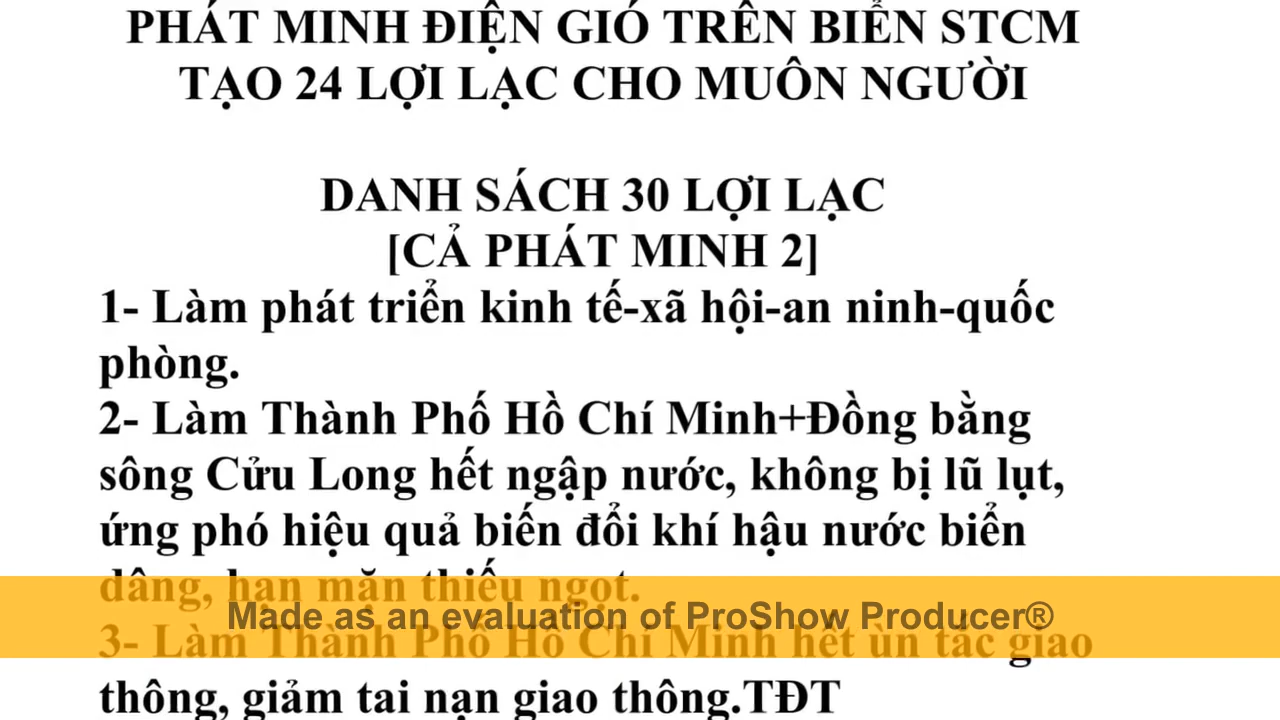 PHÁT MINH ĐIỆN GIÓ TRÊN BIỂN STCM
TẠO 24 LỢI LẠC CHO MUÔN NGƯỜI
DANH SÁCH 30 LỢI LẠC
[CẢ PHÁT MINH 2]
1- Làm phát triển kinh tế-xã hội-an ninh-quốc
phòng.
2- Làm Thành Phố Hồ Chí Minh+Đồng bằng
sông Cửu Long hết ngập nước, không bị lũ lụt,
ứng phó hiệu quả biến đổi khí hậu nước biển
dâng, hạn mặn thiếu ngọt.
Made as an evaluation of ProShow Producer®
3- Làm Thành Phố Hồ Chí Minh hết ùn tắc giao
thông, giảm tai nạn giao thông.TĐT